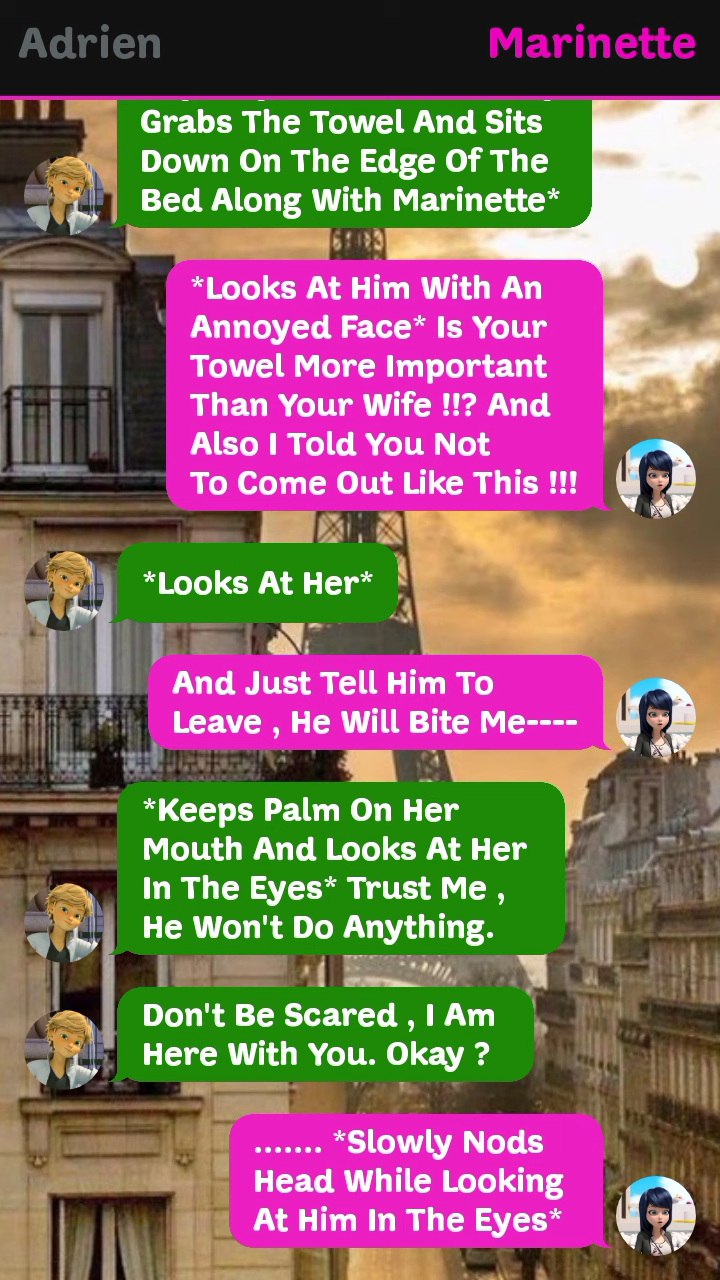 Adrien
Marinette
Grabs The Towel And Sits
Down On The Edge Of The
Bed Along With Marinette*
*Looks At Him With An
Annoyed Face* Is Your
Towel More Important
Than Your Wife !!? And
Also I Told You Not
To Come Out Like This !!!
*Looks At Her*
And Just Tell Him To
Leave , He Will Bite Me----
*Keeps Palm On Her
Mouth And Looks At Her
In The Eyes* Trust Me ,
He Won't Do Anything.
Don't Be Scared , I Am
Here With You. Okay ?
....... *Slowly Nods
Head While Looking
At Him In The Eyes*